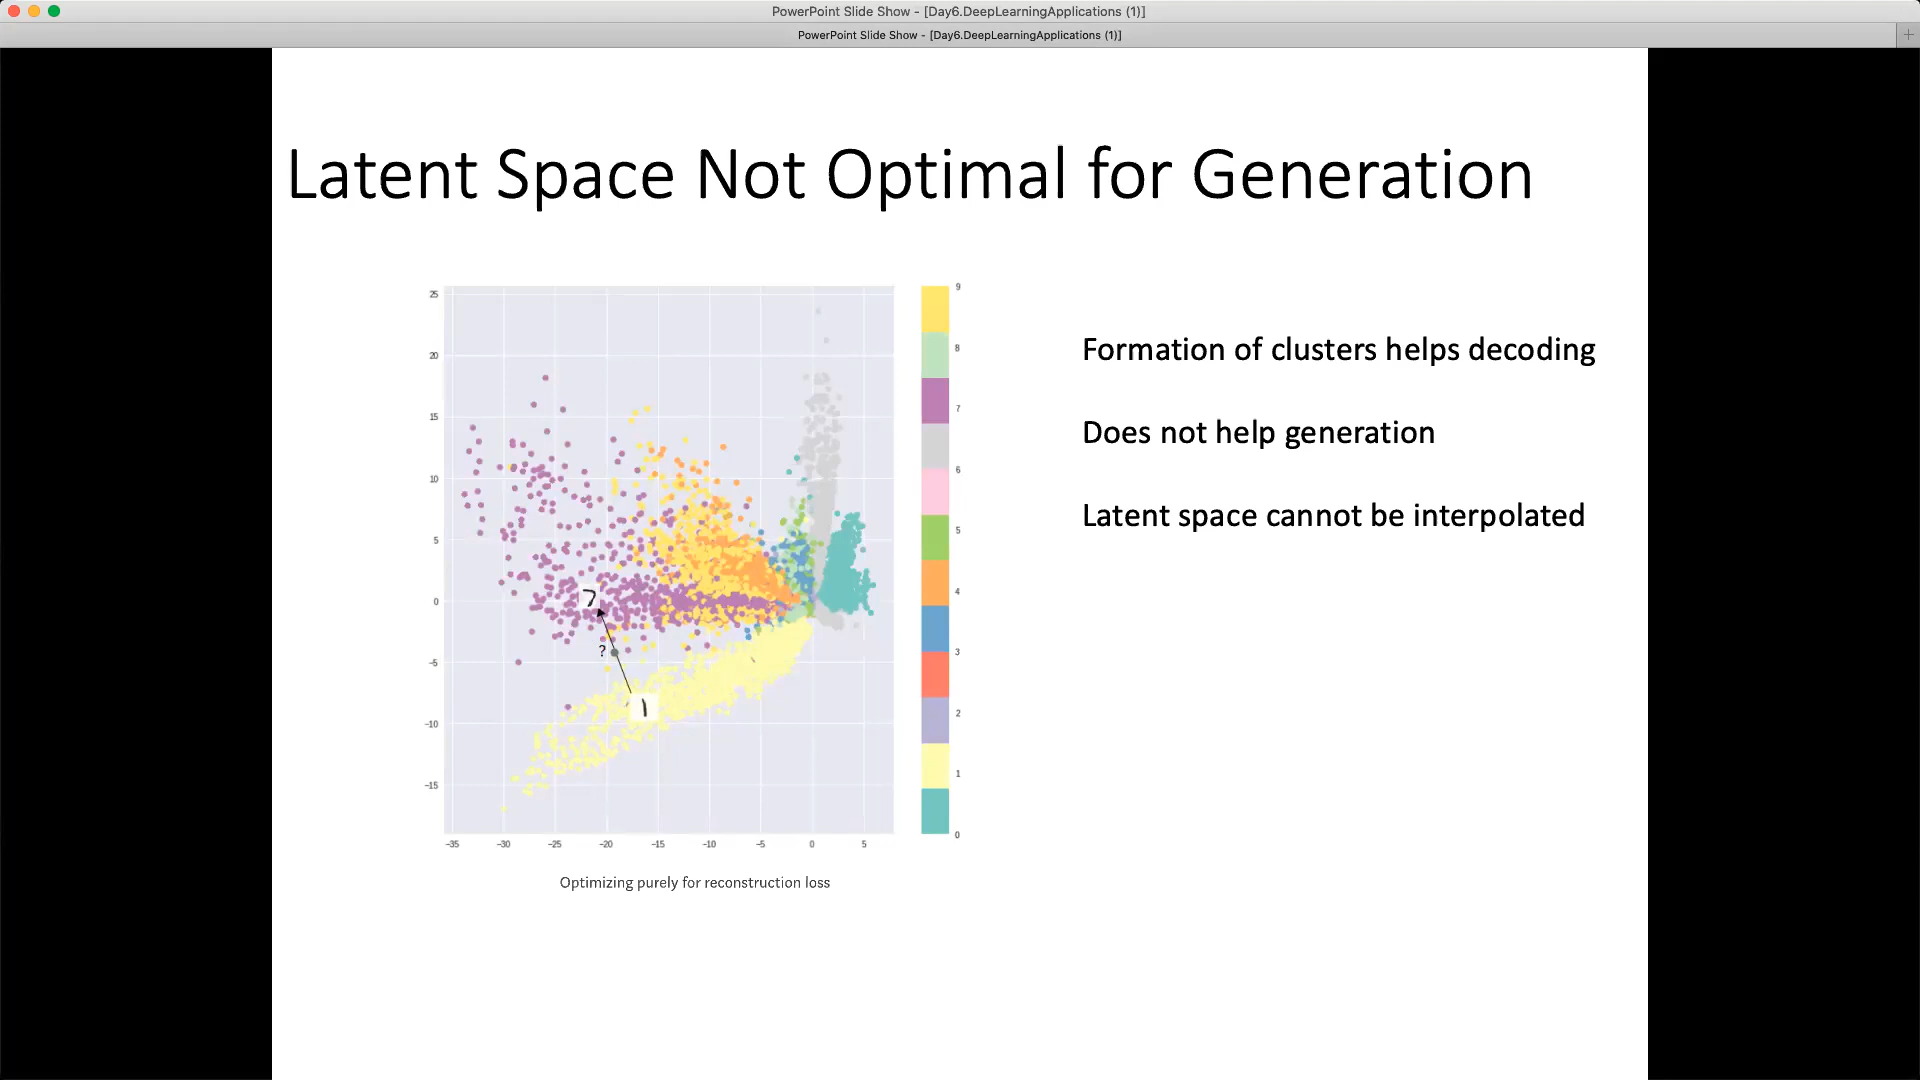 PowerPoint Slide Show - [Day6.DeepLearningApplications (1)]
PowerPoint Slide Show - [Day6.DeepLearningApplications (1)]
Latent Space Not Optimal for Generation
25
20
15
10
5
0
−5
−10
−15
−35 −30 −25 −20 −15 −10 −5 0 5
7
?
1
9
8
7
6
5
4
3
2
1
0
Optimizing purely for reconstruction loss
Formation of clusters helps decoding
Does not help generation
Latent space cannot be interpolated